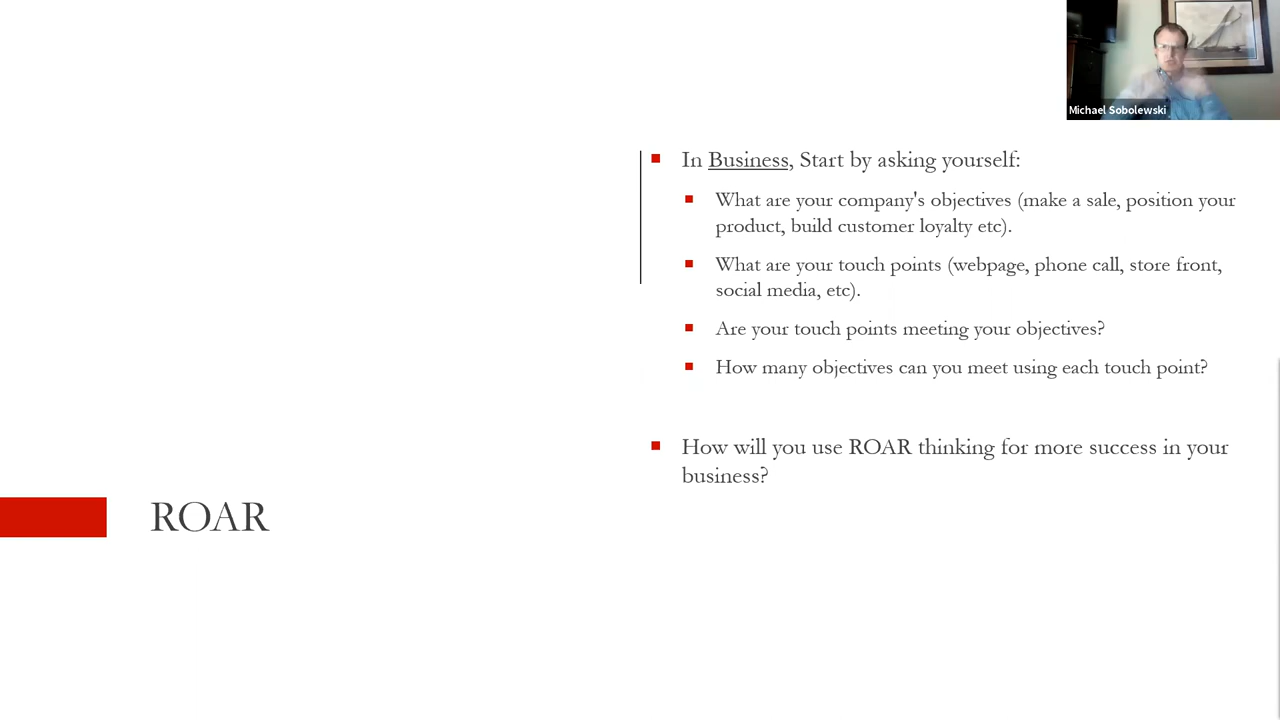 Michael Sobolewski
In Business, Start by asking yourself:
What are your company's objectives (make a sale, position your
product, build customer loyalty etc).
What are your touch points (webpage, phone call, store front,
social media, etc).
Are your touch points meeting your objectives?
How many objectives can you meet using each touch point?
How will you use ROAR thinking for more success in your
business?
ROAR